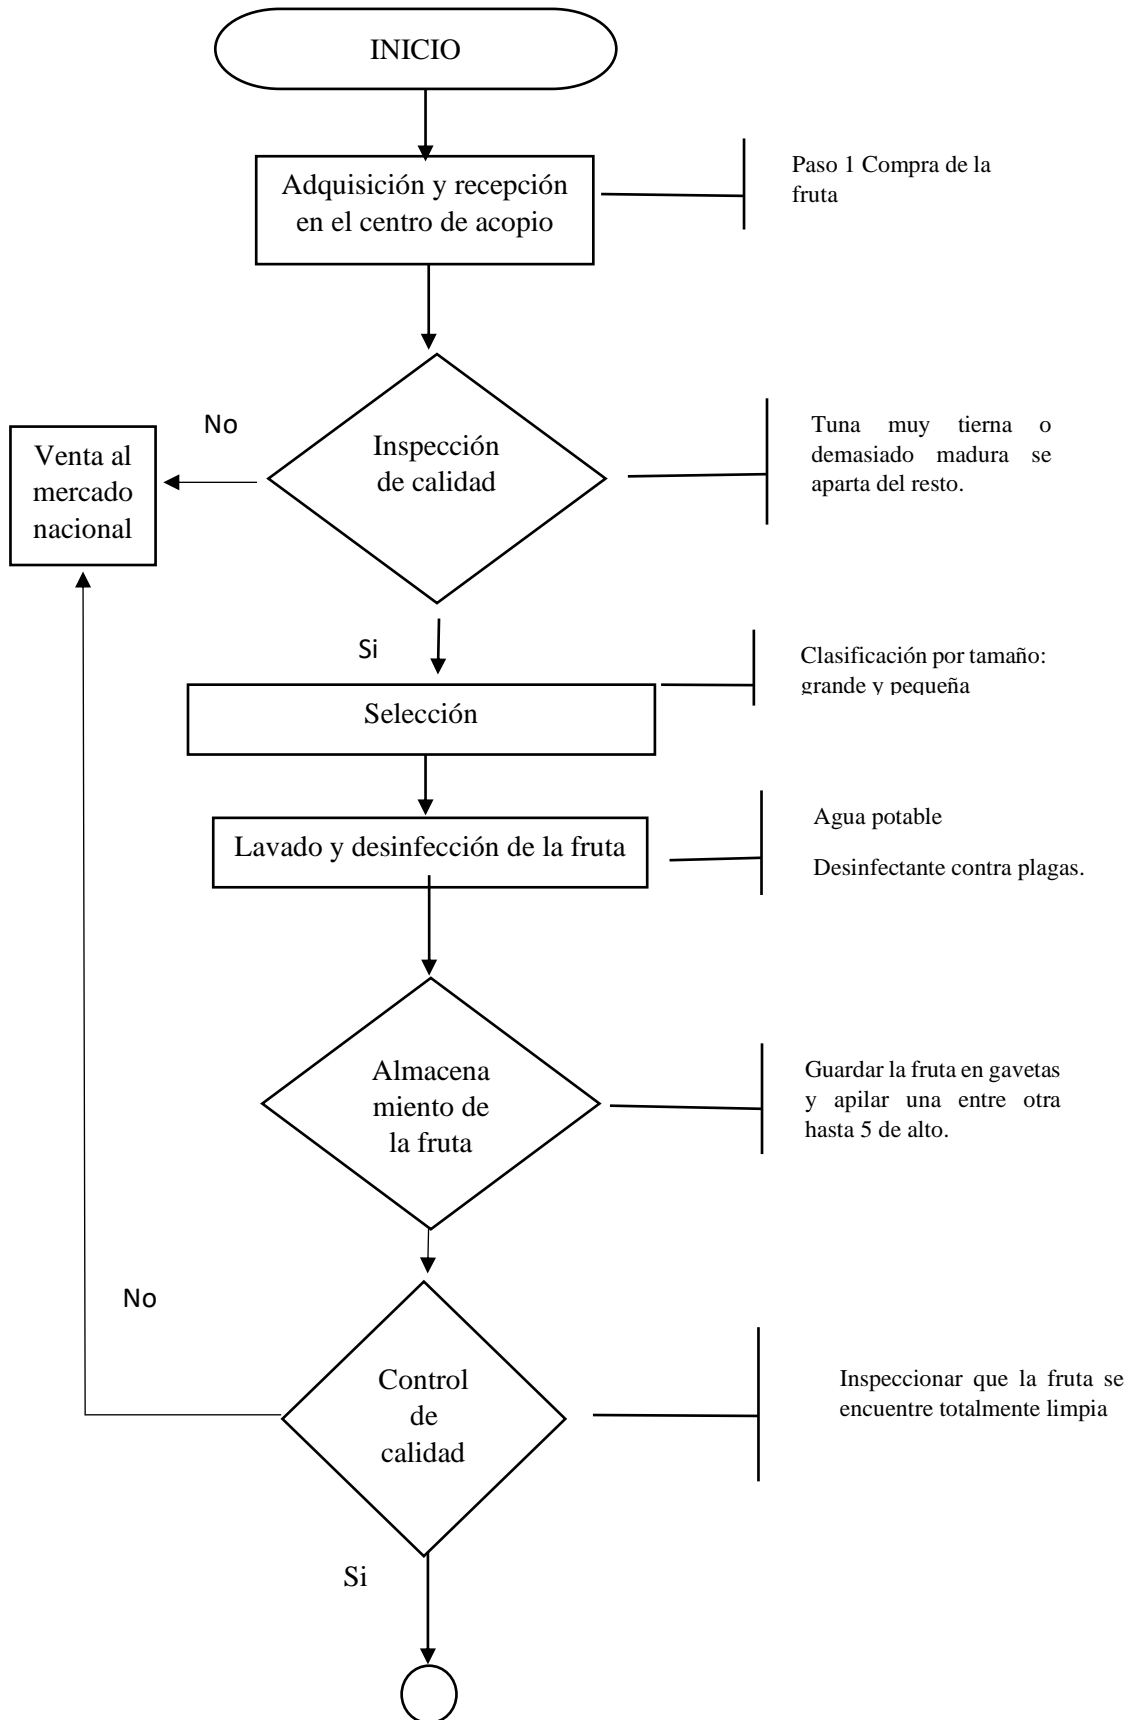 INICIO
Adquisición y recepción
en el centro de acopio
Paso 1 Compra de la
fruta
No
Venta al
mercado
nacional
Inspección
de calidad
Tuna muy tierna o
demasiado madura se
aparta del resto.
Si
Selección
Clasificación por tamaño:
grande y pequeña
Lavado y desinfección de la fruta
Agua potable
Desinfectante contra plagas.
Almacena
miento de
la fruta
Guardar la fruta en gavetas
y apilar una entre otra
hasta 5 de alto.
No
Control
de
calidad
Inspeccionar que la fruta se
encuentre totalmente limpia
Si